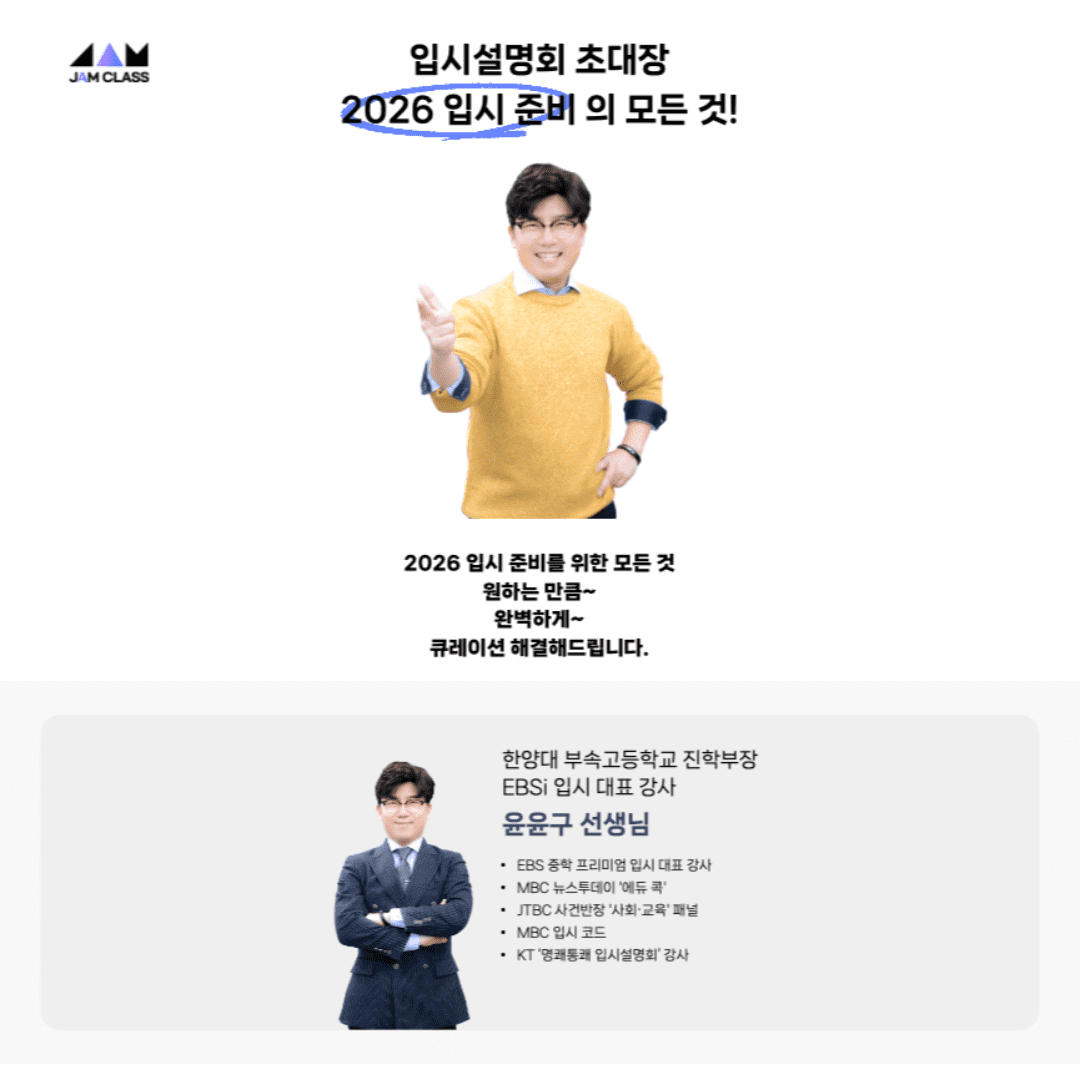 JAM
JAM CLASS
입시설명회 초대장
2026 입시 준비 의 모든 것!
2026 입시 준비를 위한 모든 것
원하는 만큼~
완벽하게~
큐레이션 해결해드립니다.
한양대 부속고등학교 진학부장
EBSi 입시 대표 강사
윤윤구 선생님
• EBS 중학 프리미엄 입시 대표 강사
• MBC 뉴스투데이 '에듀 콕'
• JTBC 사건반장 '사회·교육' 패널
• MBC 입시 코드
• KT '명쾌통쾌 입시설명회' 강사